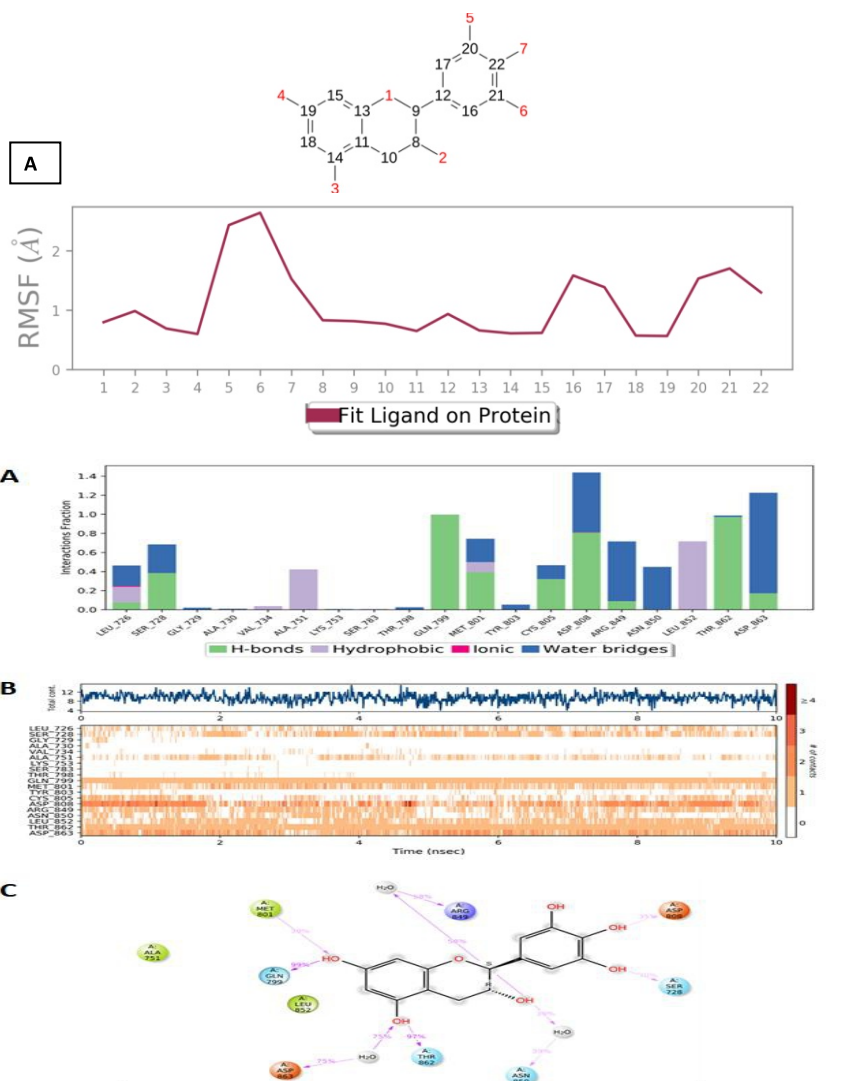 5
20
7
17
22
4
15
1
12
21
19
13
9
16
6
18
11
8
14
10
2
3
A
RMSF (Å)
2
1
0
1 2 3 4 5 6 7 8 9 10 11 12 13 14 15 16 17 18 19 20 21 22
Fit Ligand on Protein
A
Interactions Fraction
1.4
1.2
1.0
0.8
0.6
0.4
0.2
0.0
LEU_726 SER_728 GLY_729 ALA_730 VAL_734 ALA_751 LYS_753 SER_783 THR_798 GLN_799 MET_801 TYR_803 CYS_805 ASP_808 ARG_849 ASN_850 LEU_852 THR_862 ASP_863
H-bonds Hydrophobic Ionic Water bridges
B
Total cont.
12
8
4
0 2 4 6 8 10
LEU_726
SER_728
GLY_729
ALA_730
VAL_734
ALA_751
LYS_753
SER_783
THR_798
GLN_799
MET_801
TYR_803
CYS_805
ASP_808
ARG_849
ASN_850
LEU_852
THR_862
ASP_863
0 2 4 6 8 10
Time (nsec)
≥4
3
2
1
0
# of contacts
C
H₂O
A:
MET
801
A:
ARG
849
OH
A:
ASP
808
OH
A:
ALA
751
HO
O
S
99%
A:
GLN
799
OH
A:
SER
728
R
A:
LEU
852
OH
OH
H₂O
75%
97%
H₂O
A:
THR
862
75%
A:
ASP
863
A:
ASN